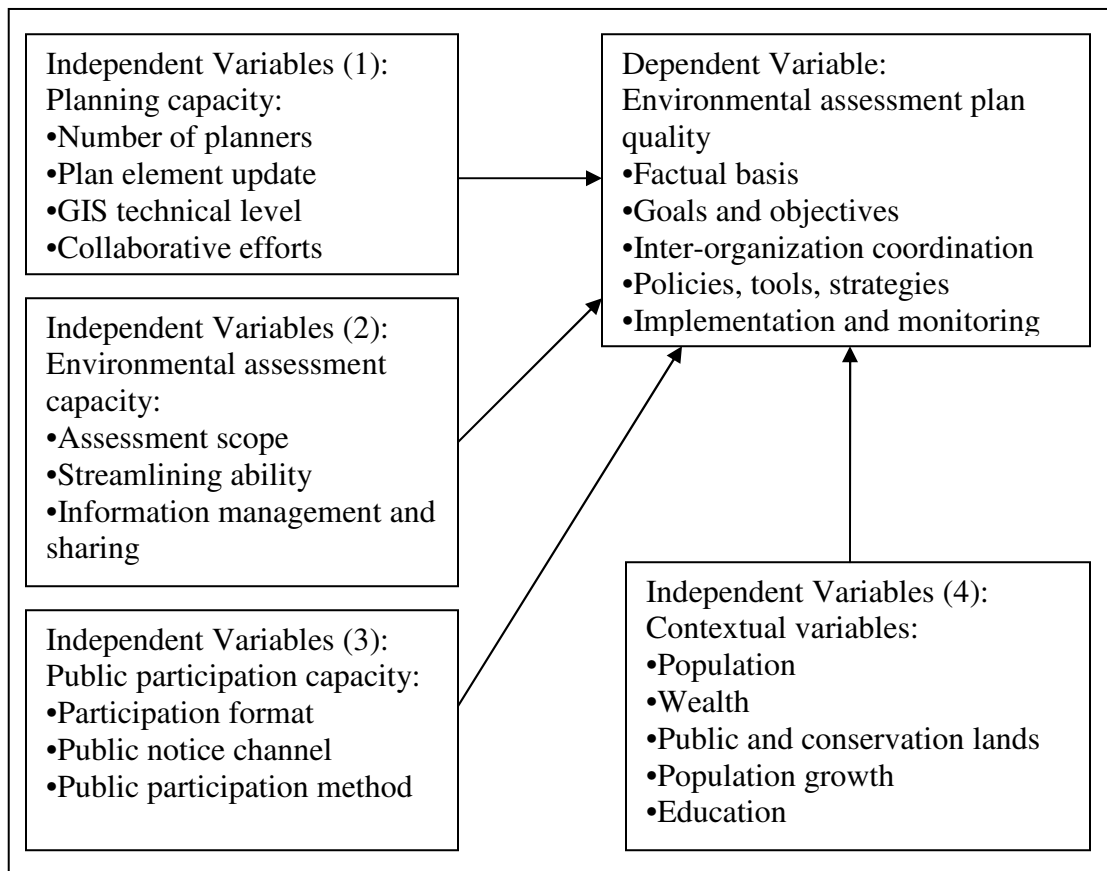 Independent Variables (1):
Planning capacity:
•Number of planners
•Plan element update
•GIS technical level
•Collaborative efforts
Dependent Variable:
Environmental assessment plan
quality
•Factual basis
•Goals and objectives
•Inter-organization coordination
•Policies, tools, strategies
•Implementation and monitoring
Independent Variables (2):
Environmental assessment
capacity:
•Assessment scope
•Streamlining ability
•Information management and
sharing
Independent Variables (3):
Public participation capacity:
•Participation format
•Public notice channel
•Public participation method
Independent Variables (4):
Contextual variables:
•Population
•Wealth
•Public and conservation lands
•Population growth
•Education